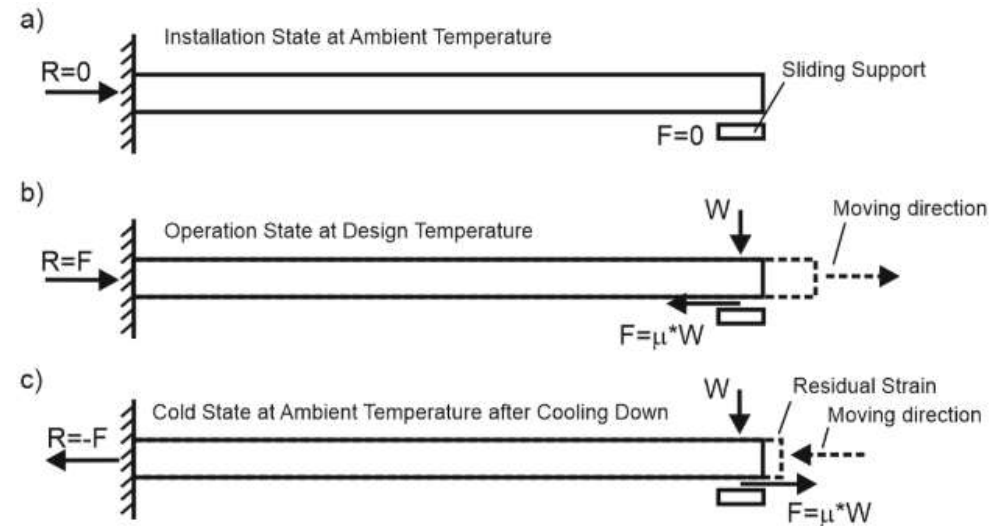 a)
Installation State at Ambient Temperature
R=0
Sliding Support
F=0
b)
W
Moving direction
Operation State at Design Temperature
R=F
F=μ*W
c)
W
Residual Strain
Cold State at Ambient Temperature after Cooling Down
Moving direction
R=-F
F=μ*W